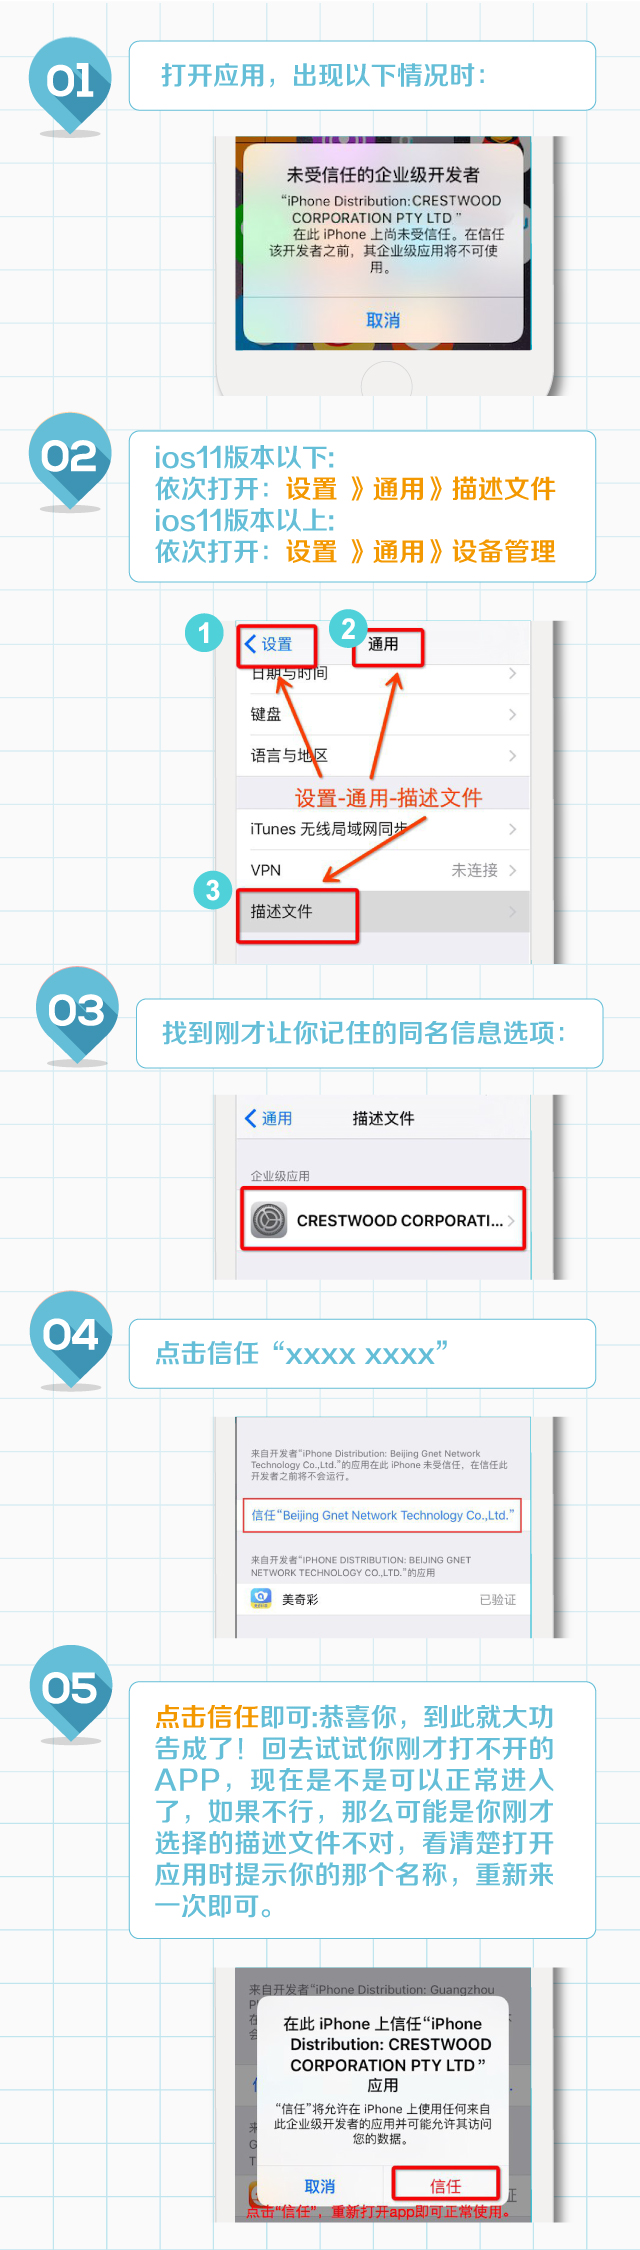 01
打开应用，出现以下情况时：
未受信任的企业级开发者
“iPhone Distribution: CRESTWOOD
CORPORATION PTY LTD ”
在此 iPhone 上尚未受信任。在信任
该开发者之前，其企业级应用将不可使
用。
取消
02
ios11版本以下:
依次打开：设置 》通用》描述文件
ios11版本以上:
依次打开：设置 》通用》设备管理
1
设置
2
通用
日期与时间
键盘
语言与地区
设置-通用-描述文件
iTunes 无线局域网同步
VPN
未连接
3
描述文件
03
找到刚才让你记住的同名信息选项：
通用
描述文件
企业级应用
CRESTWOOD CORPORATI...
04
点击信任“xxxx xxxx”
来自开发者“iPhone Distribution: Beijing Gnet Network
Technology Co.,Ltd.”的应用在此 iPhone 未受信任，在信任此
开发者之前将不会运行。
信任“Beijing Gnet Network Technology Co.,Ltd.”
来自开发者“IPHONE DISTRIBUTION: BEIJING GNET
NETWORK TECHNOLOGY CO.,LTD.”的应用
美奇彩
已验证
05
点击信任即可:恭喜你，到此就大功
告成了！回去试试你刚才打不开的
APP，现在是不是可以正常进入
了，如果不行，那么可能是你刚才
选择的描述文件不对，看清楚打开
应用时提示你的那个名称，重新来
一次即可。
来自开发者“iPhone Distribution: Guangzhou
在此 iPhone 上信任“iPhone
Distribution: CRESTWOOD
CORPORATION PTY LTD ”
应用
“信任”将允许在 iPhone 上使用任何来自
此企业级开发者的应用并可能允许其访问
您的数据。
取消
信任
点击“信任”，重新打开app即可正常使用。